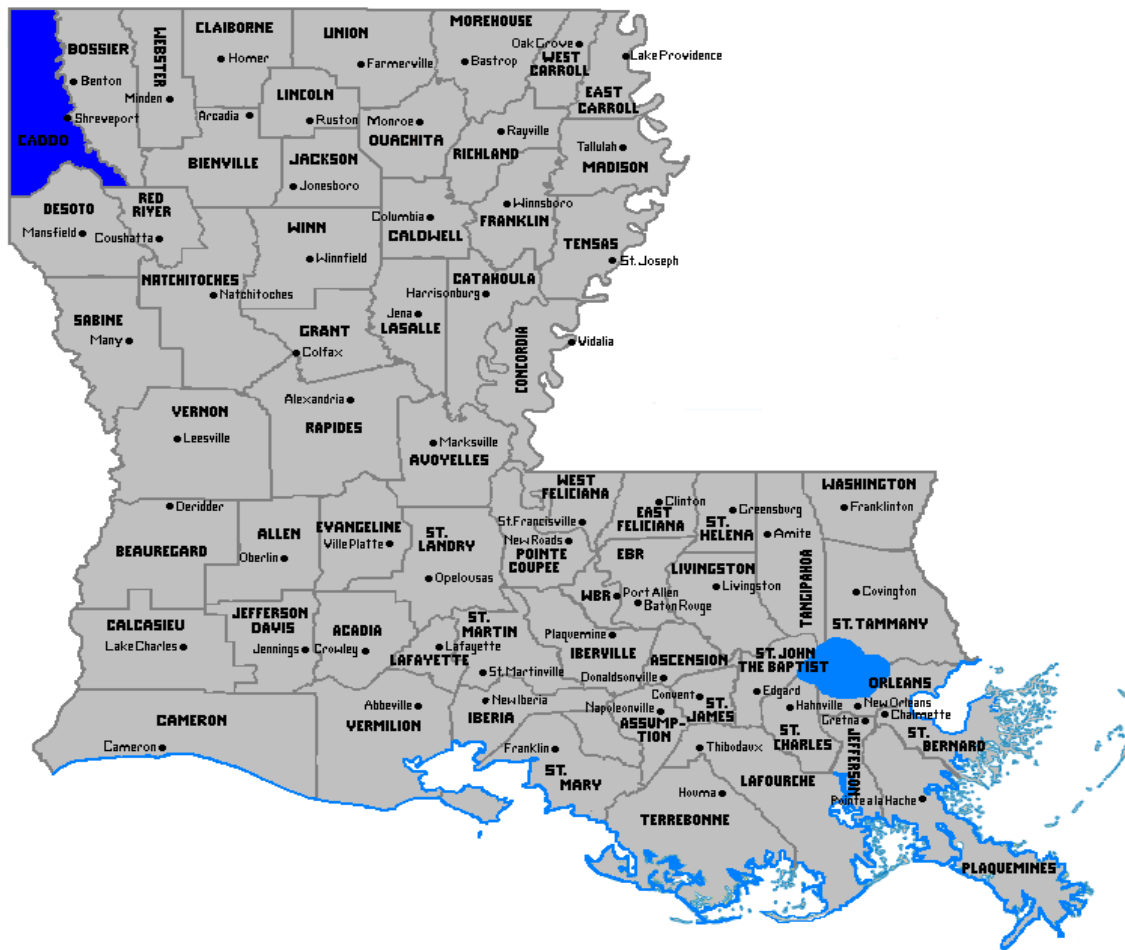 CLAIBORNE
Homer
UNION
Farmerville
MOREHOUSE
Bastrop
Oak Grove
WEST
CARROLL
Lake Providence
EAST
CARROLL
BOSSIER
Benton
WEBSTER
Minden
Shreveport
CADDO
Arcadia
LINCOLN
Ruston
Monroe
OUACHITA
Rayville
RICHLAND
Tallulah
MADISON
BIENVILLE
JACKSON
Jonesboro
DESOTO
Mansfield
RED
RIVER
Coushatta
WINN
Winnfield
Columbia
CALDWELL
Winnsboro
FRANKLIN
TENSAS
St. Joseph
NATCHITOCHES
Natchitoches
CATAHOULA
Harrisonburg
SABINE
Many
GRANT
Colfax
Jena
LASALLE
CONCORDIA
Vidalia
VERNON
Leesville
Alexandria
RAPIDES
Marksville
AVOYELLES
WEST
FELICIANA
St. Francisville
Clinton
EAST
FELICIANA
Greensburg
ST.
HELENA
WASHINGTON
Franklinton
Amite
TANGIPAHOA
Deridder
BEAUREGARD
ALLEN
Oberlin
EVANGELINE
Ville Platte
ST.
LANDRY
Opelousas
New Roads
POINTE
COUPEE
EBR
LIVINGSTON
Livingston
WBR
Port Allen
Baton Rouge
Covington
ST. TAMMANY
CALCASIEU
Lake Charles
JEFFERSON
DAVIS
Jennings
ACADIA
Crowley
Lafayette
LAFAYETTE
ST.
MARTIN
St. Martinville
Plaquemine
IBERVILLE
ASCENSION
Donaldsonville
ST. JOHN
THE BAPTIST
Edgard
ORLEANS
New Orleans
Chalmette
CAMERON
Cameron
Abbeville
VERMILION
New Iberia
IBERIA
Napoleonville
ASSUMP-
TION
Convent
ST.
JAMES
Hahnville
ST.
CHARLES
Gretna
JEFFERSON
ST.
BERNARD
Franklin
ST.
MARY
Thibodaux
LAFOURCHE
Houma
TERREBONNE
Pointe a la Hache
PLAQUEMINES